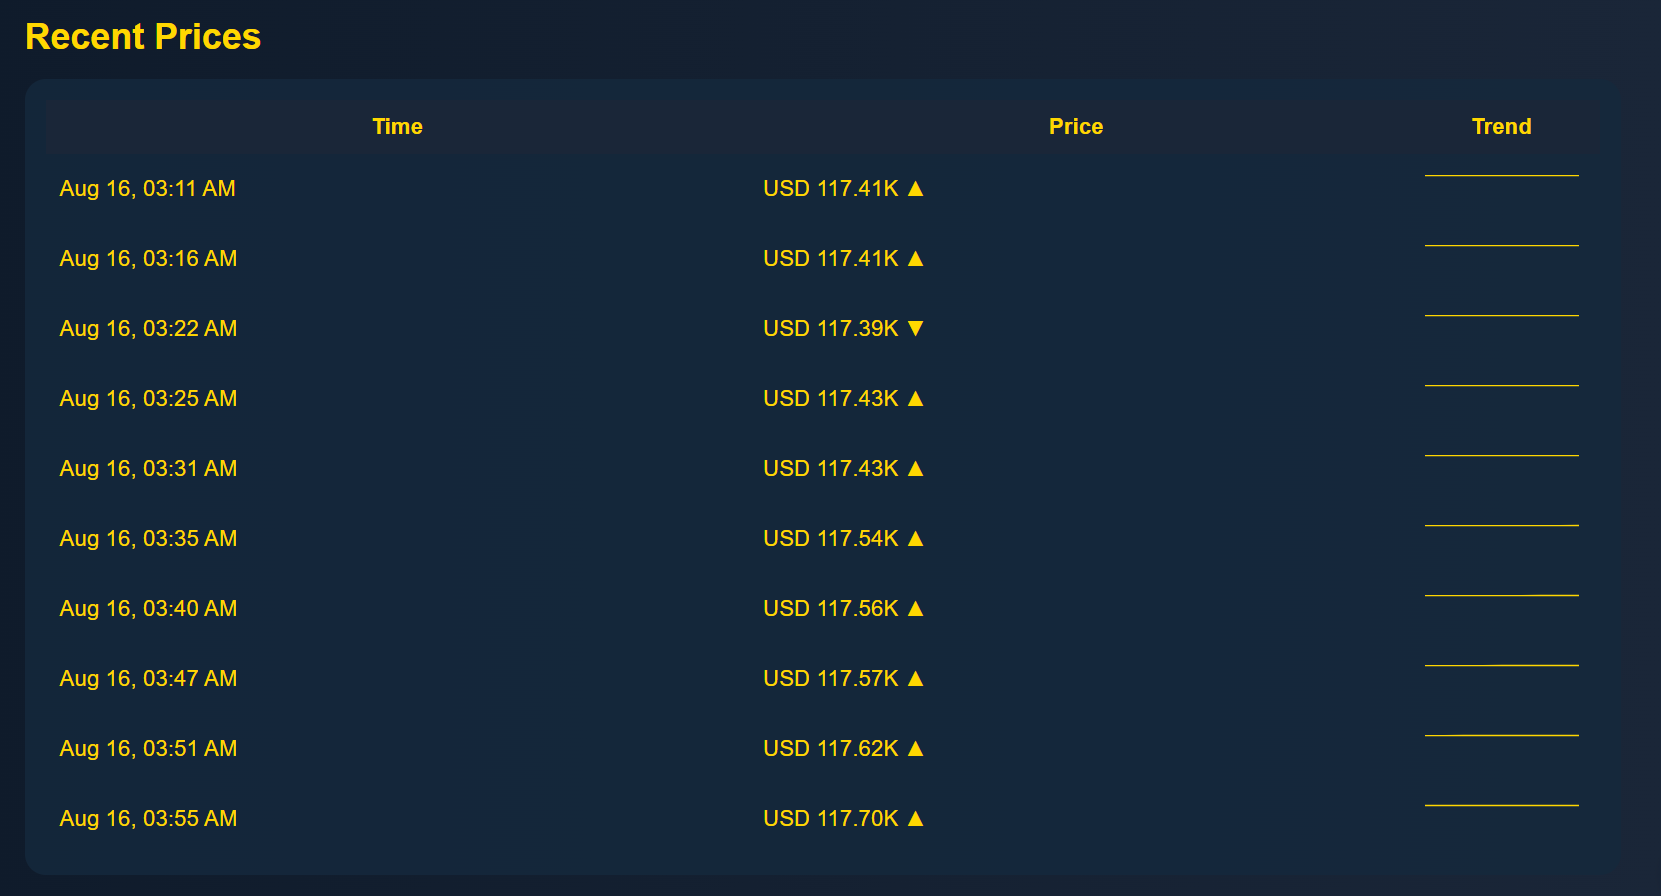 Recent Prices
Time Price Trend
Aug 16, 03:11 AM USD 117.41K ▲
Aug 16, 03:16 AM USD 117.41K ▲
Aug 16, 03:22 AM USD 117.39K ▼
Aug 16, 03:25 AM USD 117.43K ▲
Aug 16, 03:31 AM USD 117.43K ▲
Aug 16, 03:35 AM USD 117.54K ▲
Aug 16, 03:40 AM USD 117.56K ▲
Aug 16, 03:47 AM USD 117.57K ▲
Aug 16, 03:51 AM USD 117.62K ▲
Aug 16, 03:55 AM USD 117.70K ▲